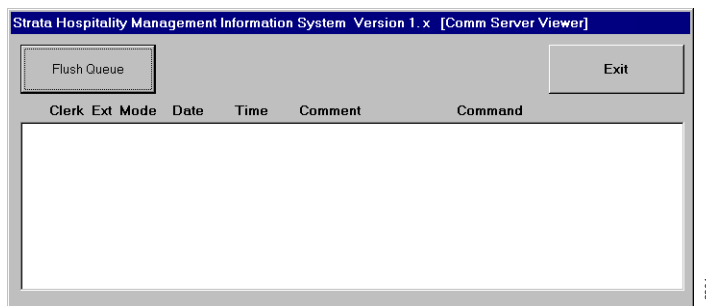 Strata Hospitality Management Information System Version 1.x [Comm Server Viewer]
Flush Queue
Exit
Clerk Ext Mode Date Time Comment Command